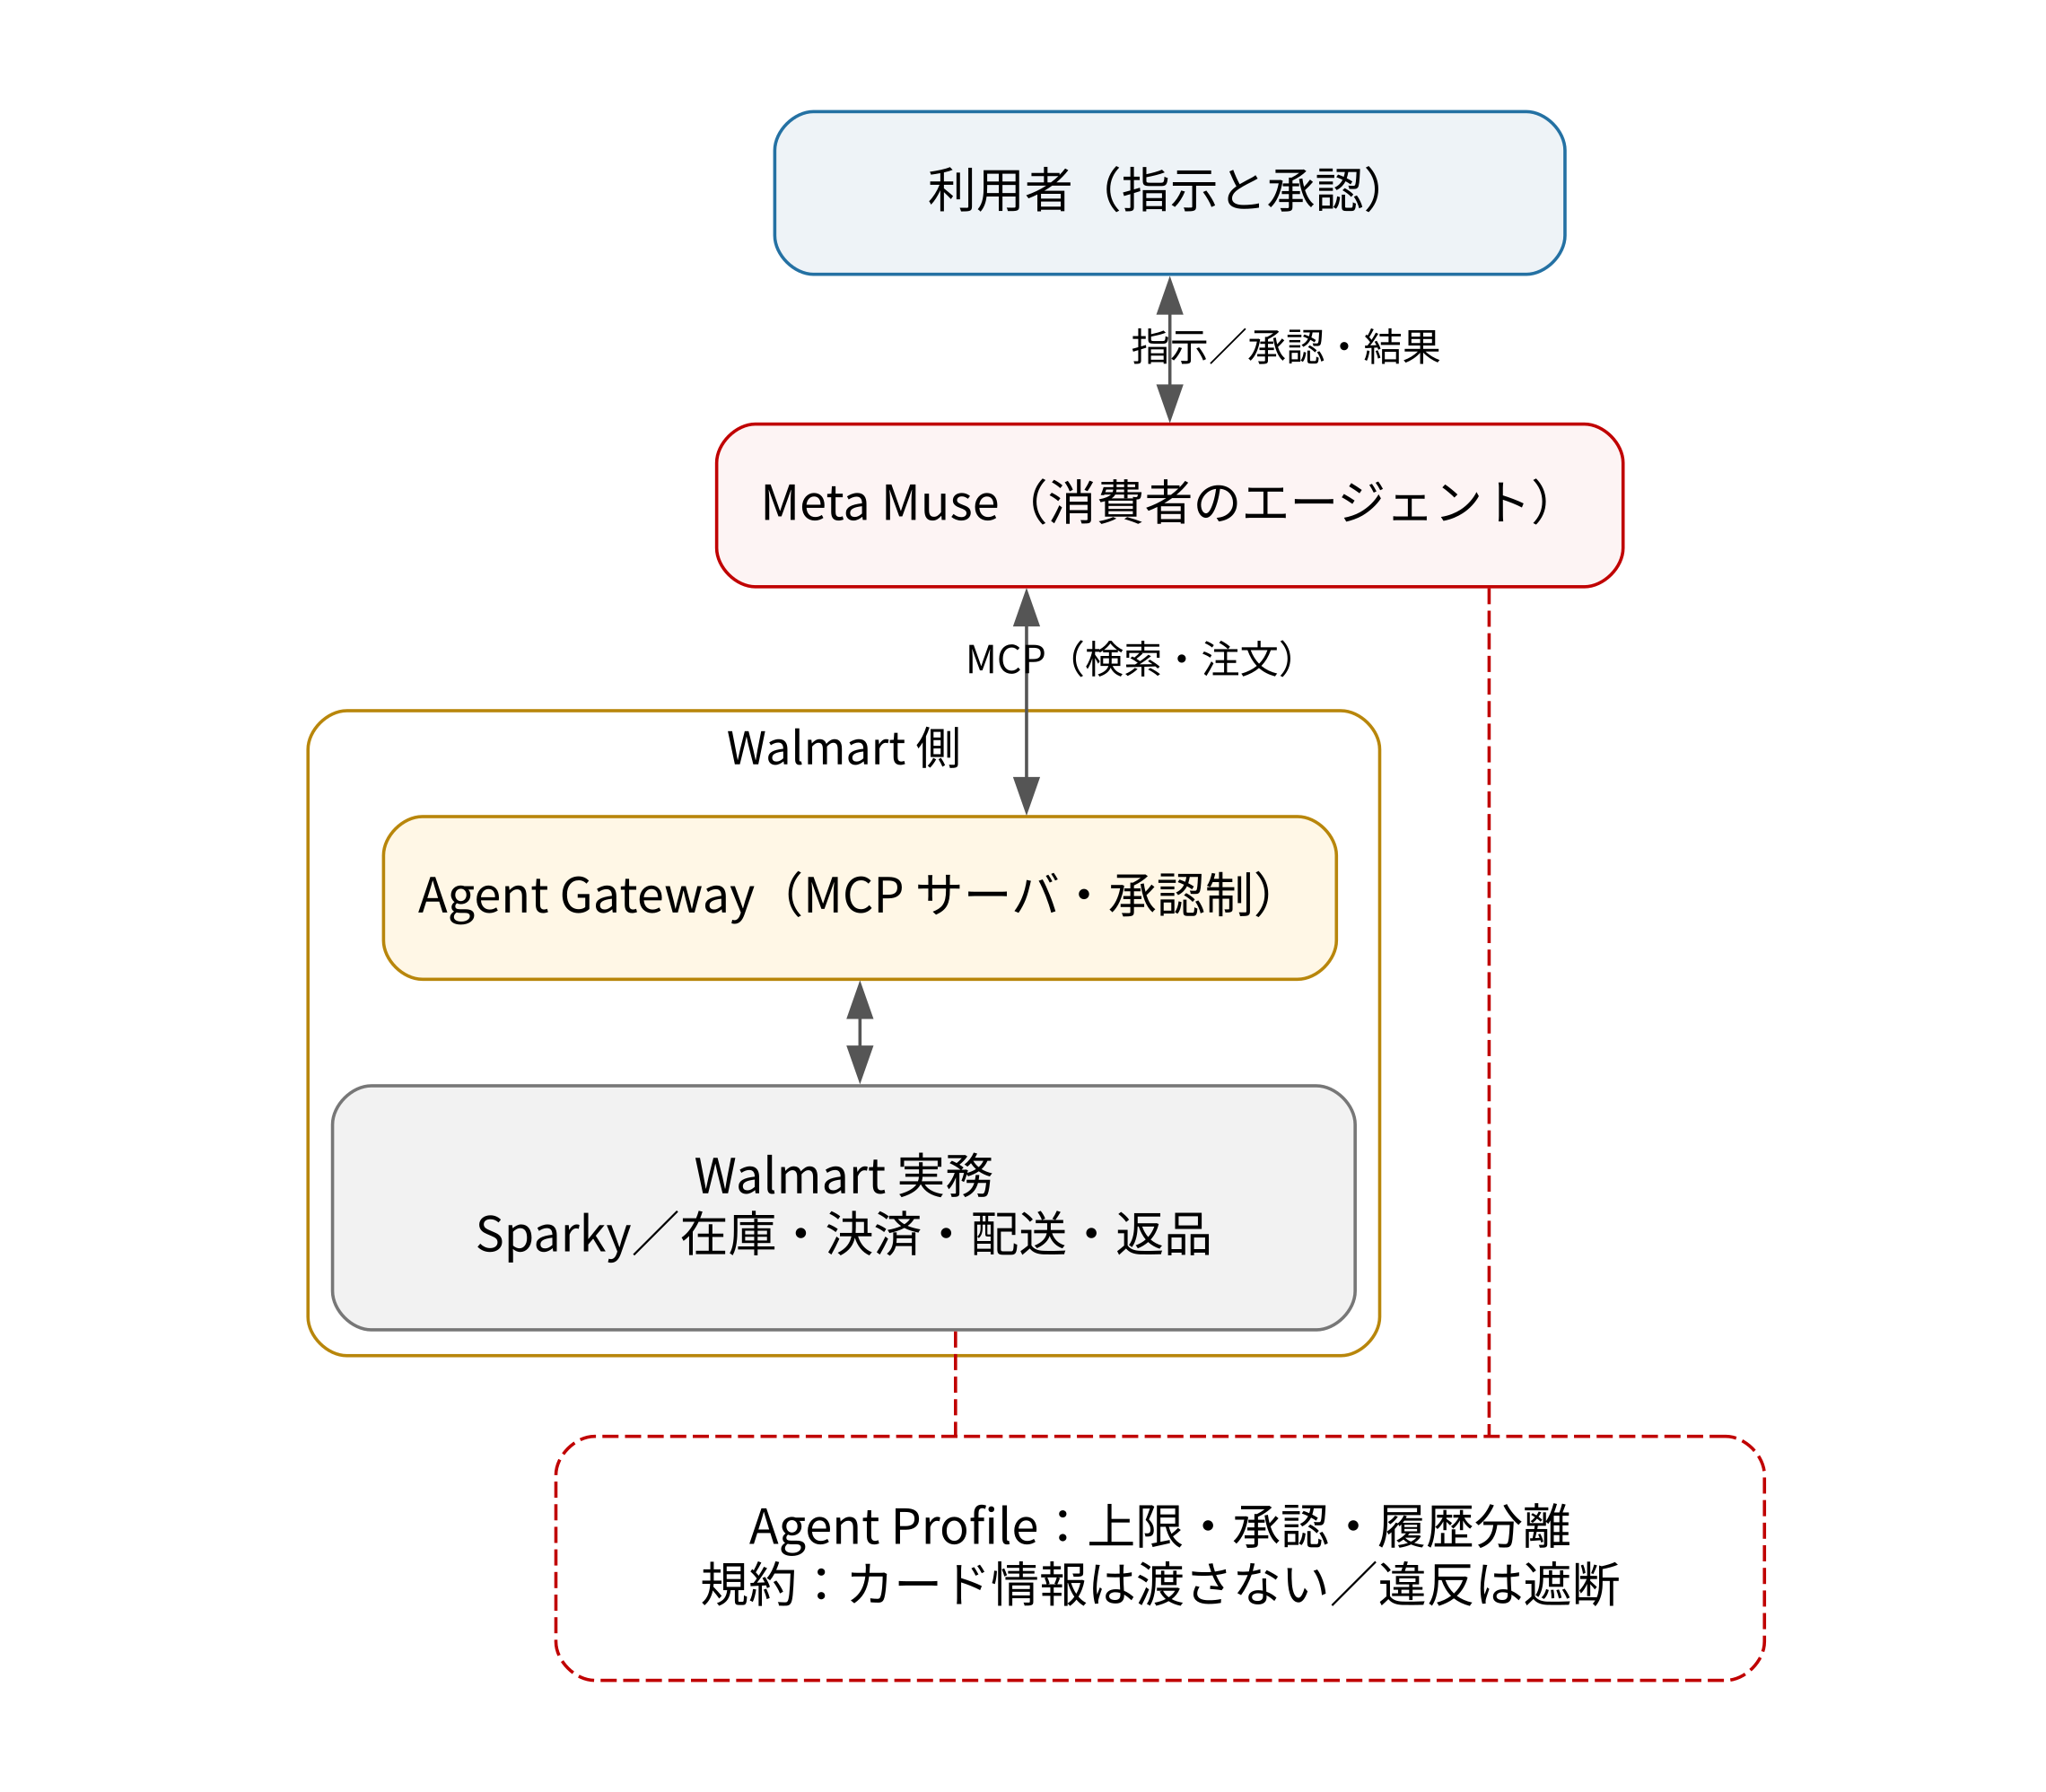 利用者（指示と承認）
指示／承認・結果
Meta Muse（消費者のエージェント）
MCP（検索・注文）
Walmart 側
Agent Gateway（MCP サーバ・承認制）
Walmart 実務
Sparky／在庫・決済・配送・返品
Agent Profile：上限・承認・履歴分離
規約：カード情報は渡さない／違反は遮断